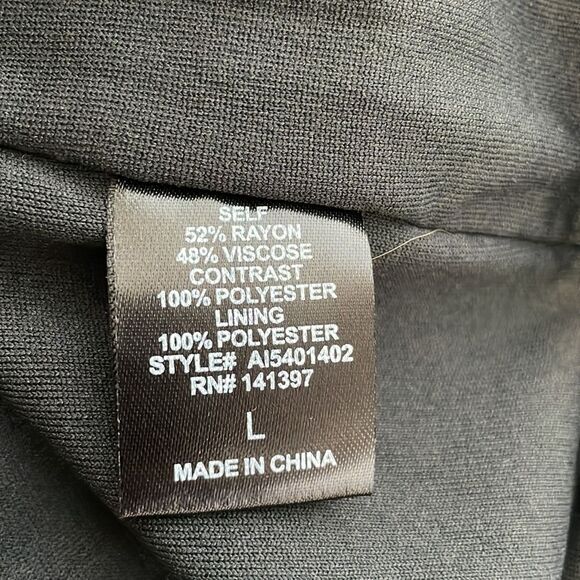 SELF
52% RAYON
48% VISCOSE
CONTRAST
100% POLYESTER
LINING
100% POLYESTER
STYLE# AI5401402
RN# 141397
L
MADE IN CHINA